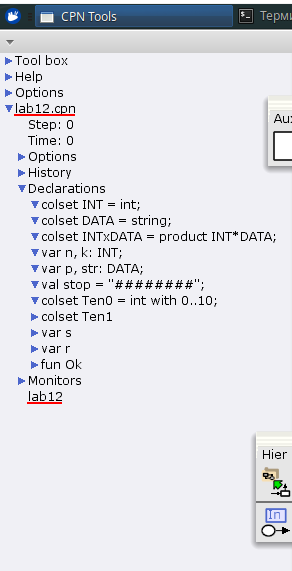 CPN Tools
Терми
Tool box
Help
Options
lab12.cpn
Step: 0
Time: 0
Options
History
Declarations
colset INT = int;
colset DATA = string;
colset INTxDATA = product INT*DATA;
var n, k: INT;
var p, str: DATA;
val stop = "########";
colset Ten0 = int with 0..10;
colset Ten1
var s
var r
fun Ok
Monitors
lab12
Aux
Hier
In